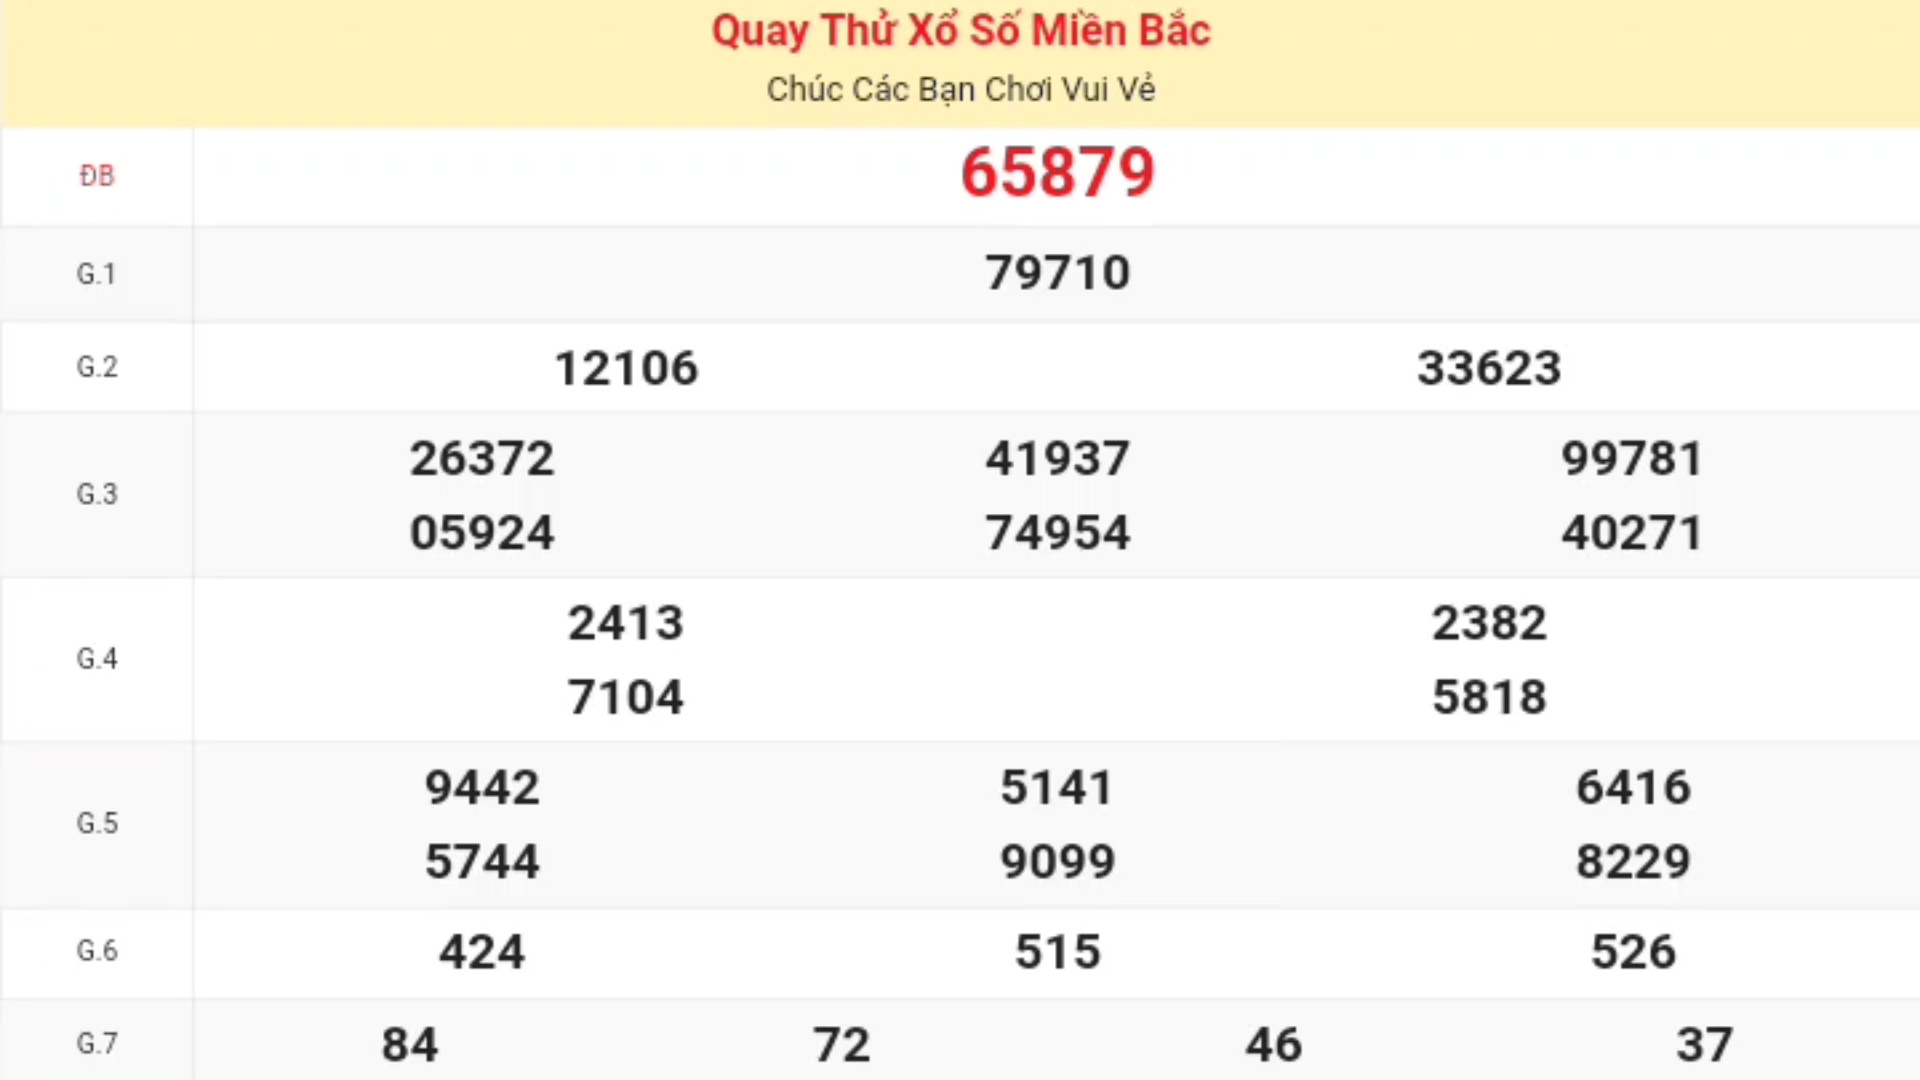 Quay Thử Xổ Số Miền Bắc
Chúc Các Bạn Chơi Vui Vẻ
ĐB 65879
G.1 79710
G.2 12106 33623
G.3 26372 41937 99781
05924 74954 40271
G.4 2413 2382
7104 5818
G.5 9442 5141 6416
5744 9099 8229
G.6 424 515 526
G.7 84 72 46 37